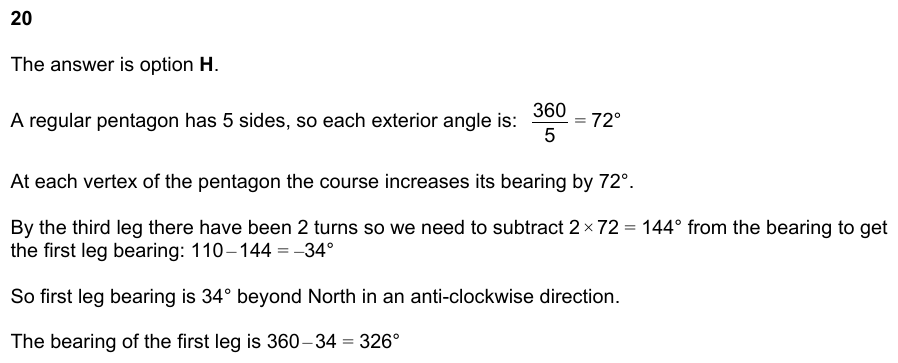 20
The answer is option H.
A regular pentagon has 5 sides, so each exterior angle is: 360/5 = 72°
At each vertex of the pentagon the course increases its bearing by 72°.
By the third leg there have been 2 turns so we need to subtract 2 × 72 = 144° from the bearing to get
the first leg bearing: 110 – 144 = –34°
So first leg bearing is 34° beyond North in an anti-clockwise direction.
The bearing of the first leg is 360 – 34 = 326°